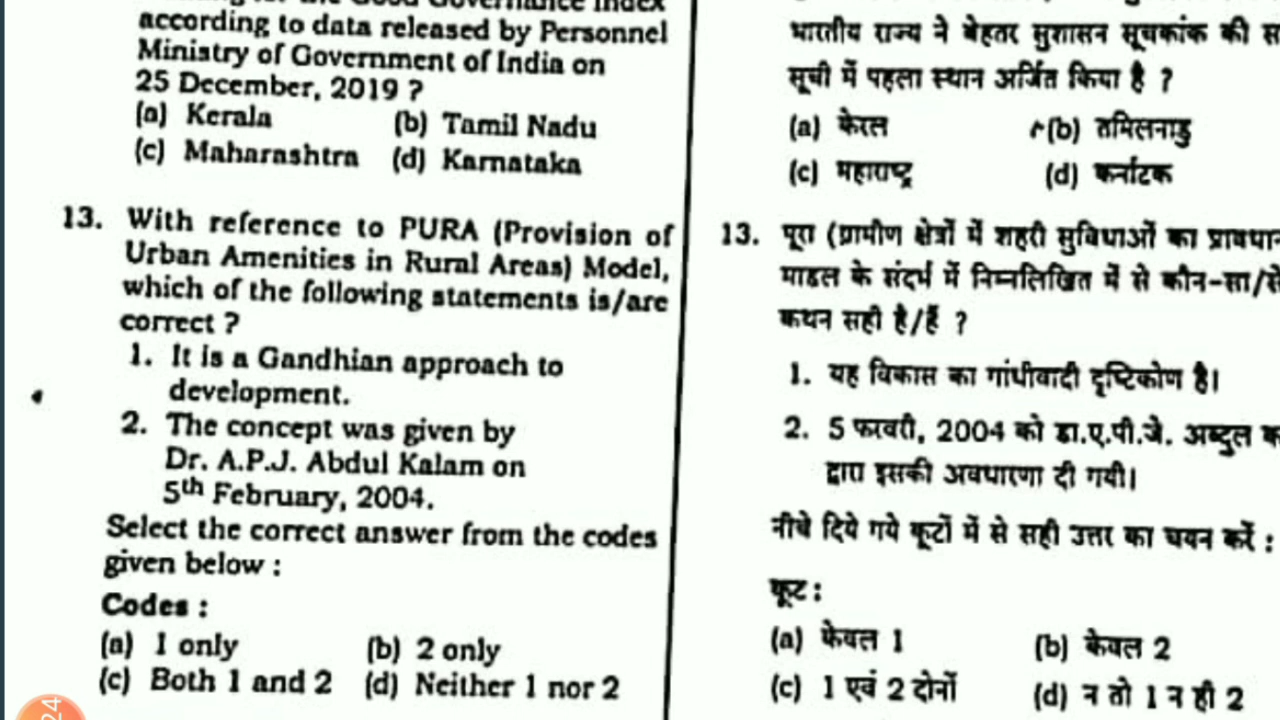 according to data released by Personnel
Ministry of Government of India on
25 December, 2019 ?
(a) Kerala (b) Tamil Nadu
(c) Maharashtra (d) Karnataka
13. With reference to PURA (Provision of
Urban Amenities in Rural Areas) Model,
which of the following statements is/are
correct ?
1. It is a Gandhian approach to
development.
2. The concept was given by
Dr. A.P.J. Abdul Kalam on
5th February, 2004.
Select the correct answer from the codes
given below :
Codes :
(a) 1 only (b) 2 only
(c) Both 1 and 2 (d) Neither 1 nor 2
24
भारतीय राज्य ने बेहतर सुशासन सूचकांक की
सूची में पहला स्थान अर्जित किया है ?
(a) केरल (b) तमिलनाडु
(c) महाराष्ट्र (d) कर्नाटक
13. पूरा (ग्रामीण क्षेत्रों में शहरी सुविधाओं का
माडल के संदर्भ में निम्नलिखित में से कौन-सा/से
कथन सही है/हैं ?
1. यह विकास का गांधीवादी दृष्टिकोण है।
2. 5 फरवरी, 2004 को डा.ए.पी.जे. अब्दुल
द्वारा इसकी अवधारणा दी गयी।
नीचे दिये गये कूटों में से सही उत्तर का चयन करें :
कूट :
(a) केवल 1 (b) केवल 2
(c) 1 एवं 2 दोनों (d) न तो 1 न ही 2